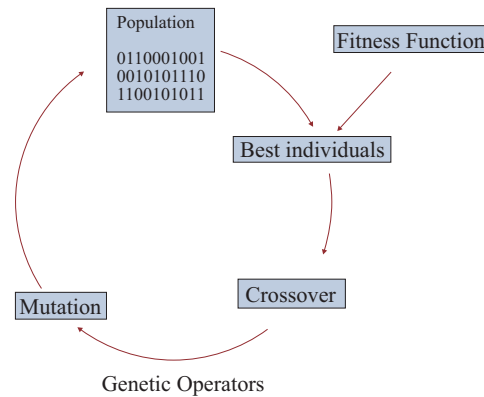 Population
0110001001
0010101110
1100101011
Fitness Function
Best individuals
Crossover
Mutation
Genetic Operators